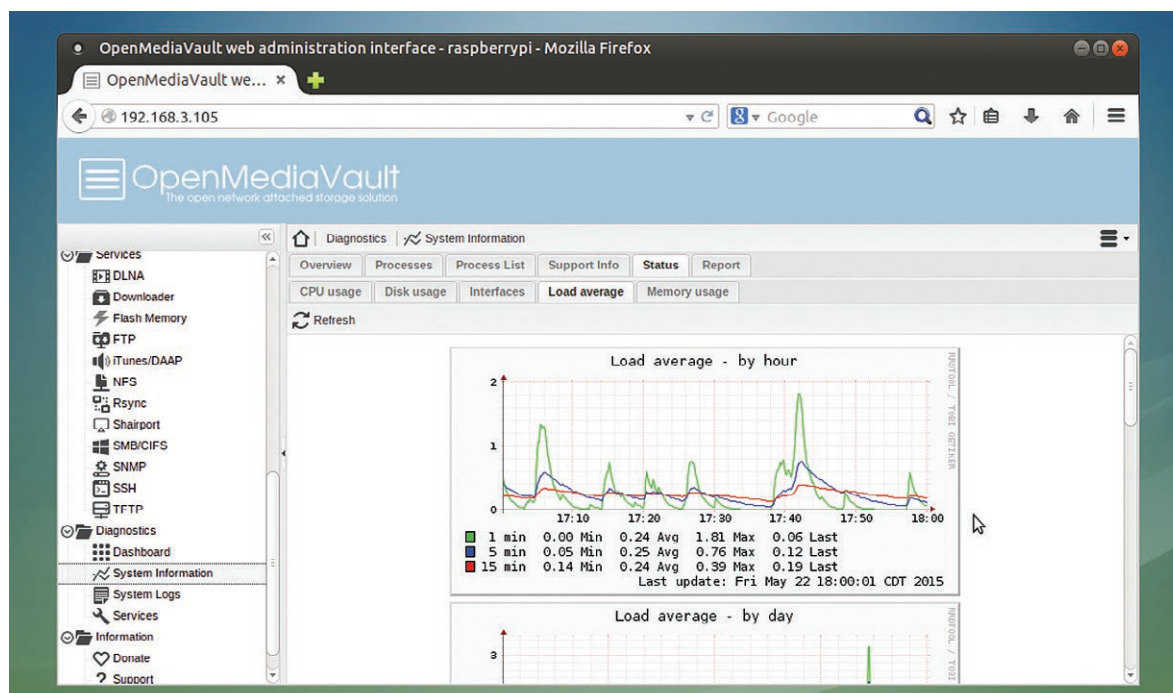 OpenMediaVault web administration interface - raspberrypi - Mozilla Firefox
OpenMediaVault we... ×
192.168.3.105
Google
OpenMediaVault
The open network attached storage solution
Diagnostics | System Information
Overview Processes Process List Support Info Status Report
CPU usage Disk usage Interfaces Load average Memory usage
Refresh
Services
DLNA
Downloader
Flash Memory
FTP
iTunes/DAAP
NFS
Rsync
Shairport
SMB/CIFS
SNMP
SSH
TFTP
Diagnostics
Dashboard
System Information
System Logs
Services
Information
Donate
Support
Load average - by hour
2
1
0
17:10 17:20 17:30 17:40 17:50 18:00
1 min 0.00 Min 0.24 Avg 1.81 Max 0.06 Last
5 min 0.05 Min 0.25 Avg 0.76 Max 0.12 Last
15 min 0.14 Min 0.24 Avg 0.39 Max 0.19 Last
Last update: Fri May 22 18:00:01 CDT 2015
RRDTOOL / TOBI OETIKER
Load average - by day
3
RRDTOOL / TOBI